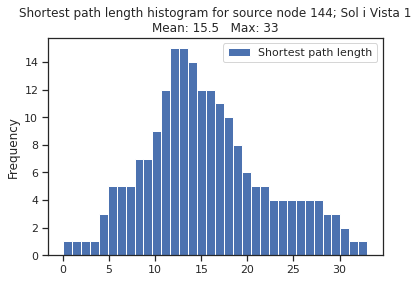 Shortest path length histogram for source node 144; Sol i Vista 1
Mean: 15.5   Max: 33
Shortest path length
Frequency
14
12
10
8
6
4
2
0
0 5 10 15 20 25 30